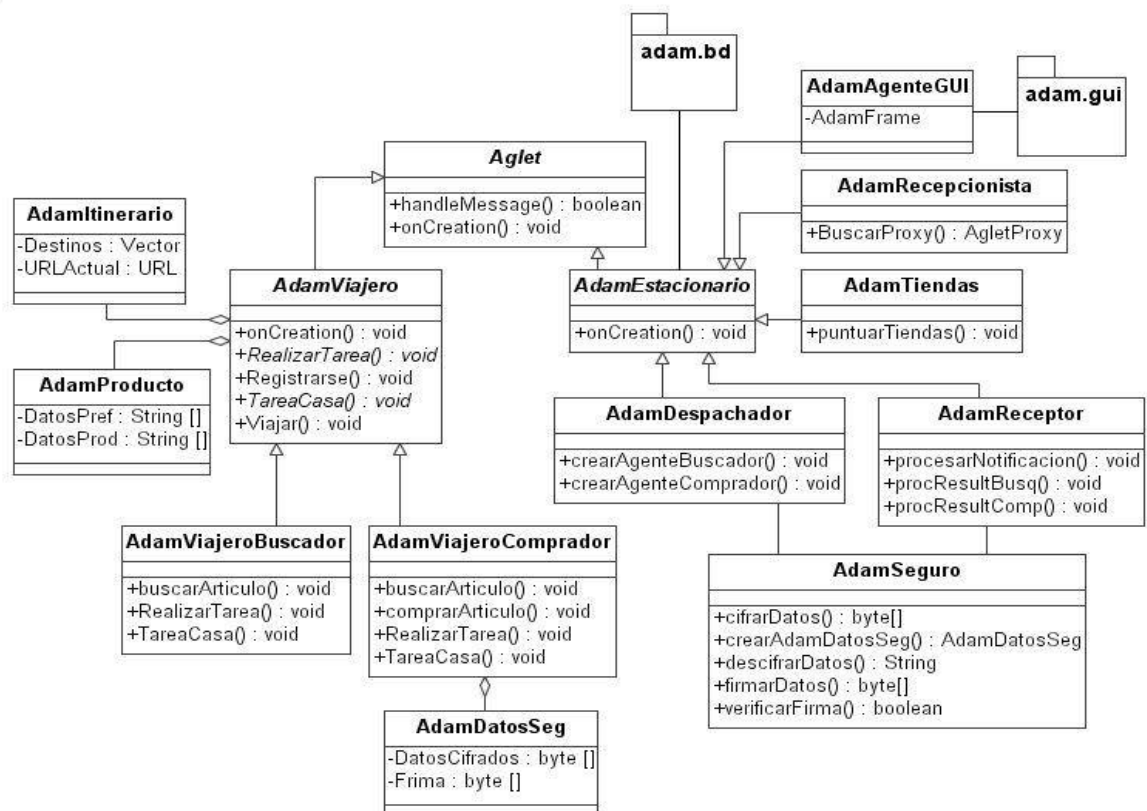 adam.bd
AdamAgenteGUI
-AdamFrame
adam.gui
Aglet
+handleMessage() : boolean
+onCreation() : void
AdamRecepcionista
+BuscarProxy() : AgletProxy
AdamItinerario
-Destinos : Vector
-URLActual : URL
AdamViajero
+onCreation() : void
+RealizarTarea() : void
+Registrarse() : void
+TareaCasa() : void
+Viajar() : void
AdamEstacionario
+onCreation() : void
AdamTiendas
+puntuarTiendas() : void
AdamProducto
-DatosPref : String []
-DatosProd : String []
AdamDespachador
+crearAgenteBuscador() : void
+crearAgenteComprador() : void
AdamReceptor
+procesarNotificacion() : void
+procResultBusq() : void
+procResultComp() : void
AdamViajeroBuscador
+buscarArticulo() : void
+RealizarTarea() : void
+TareaCasa() : void
AdamViajeroComprador
+buscarArticulo() : void
+comprarArticulo() : void
+RealizarTarea() : void
+TareaCasa() : void
AdamSeguro
+cifrarDatos() : byte[]
+crearAdamDatosSeg() : AdamDatosSeg
+descifrarDatos() : String
+firmarDatos() : byte[]
+verificarFirma() : boolean
AdamDatosSeg
-DatosCifrados : byte []
-Frima : byte []